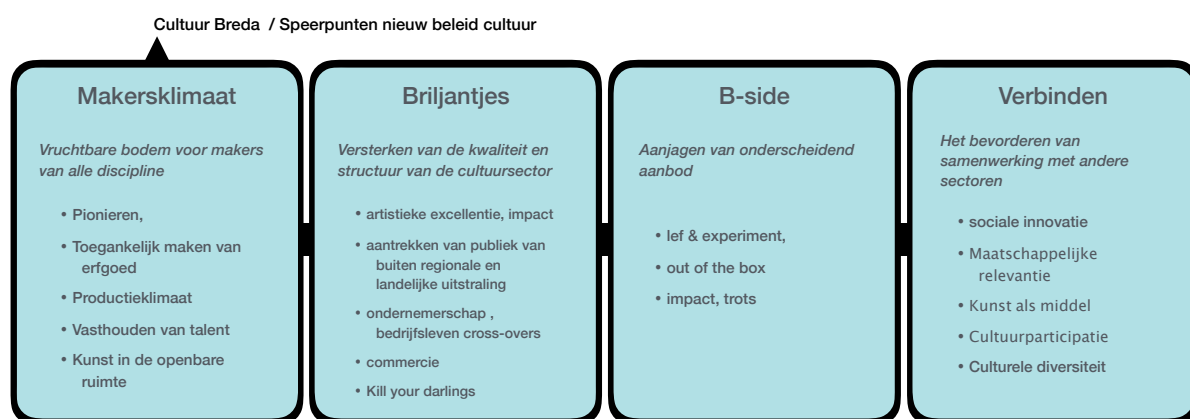 Cultuur Breda / Speerpunten nieuw beleid cultuur
Makersklimaat
Vruchtbare bodem voor makers
van alle discipline
• Pionieren,
• Toegankelijk maken van
erfgoed
• Productieklimaat
• Vasthouden van talent
• Kunst in de openbare
ruimte
Briljantjes
Versterken van de kwaliteit en
structuur van de cultuursector
• artistieke excellentie, impact
• aantrekken van publiek van
buiten regionale en
landelijke uitstraling
• ondernemerschap ,
bedrijfsleven cross-overs
• commercie
• Kill your darlings
B-side
Aanjagen van onderscheidend
aanbod
• lef & experiment,
• out of the box
• impact, trots
Verbinden
Het bevorderen van
samenwerking met andere
sectoren
• sociale innovatie
• Maatschappelijke
relevantie
• Kunst als middel
• Cultuurparticipatie
• Culturele diversiteit